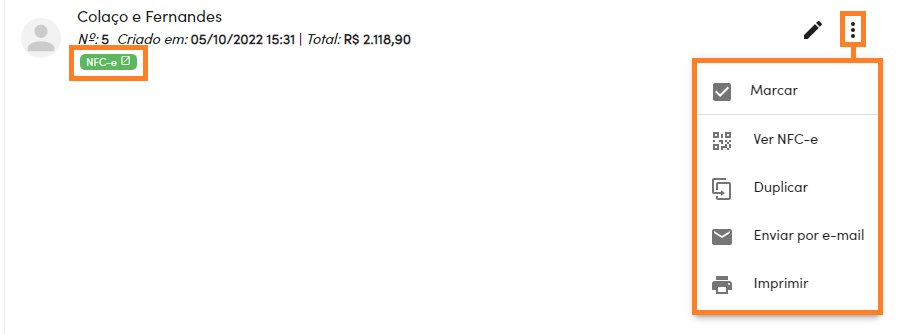 Colaço e Fernandes
Nº: 5 Criado em: 05/10/2022 15:31 | Total: R$ 2.118,90
NFC-e
Marcar
Ver NFC-e
Duplicar
Enviar por e-mail
Imprimir